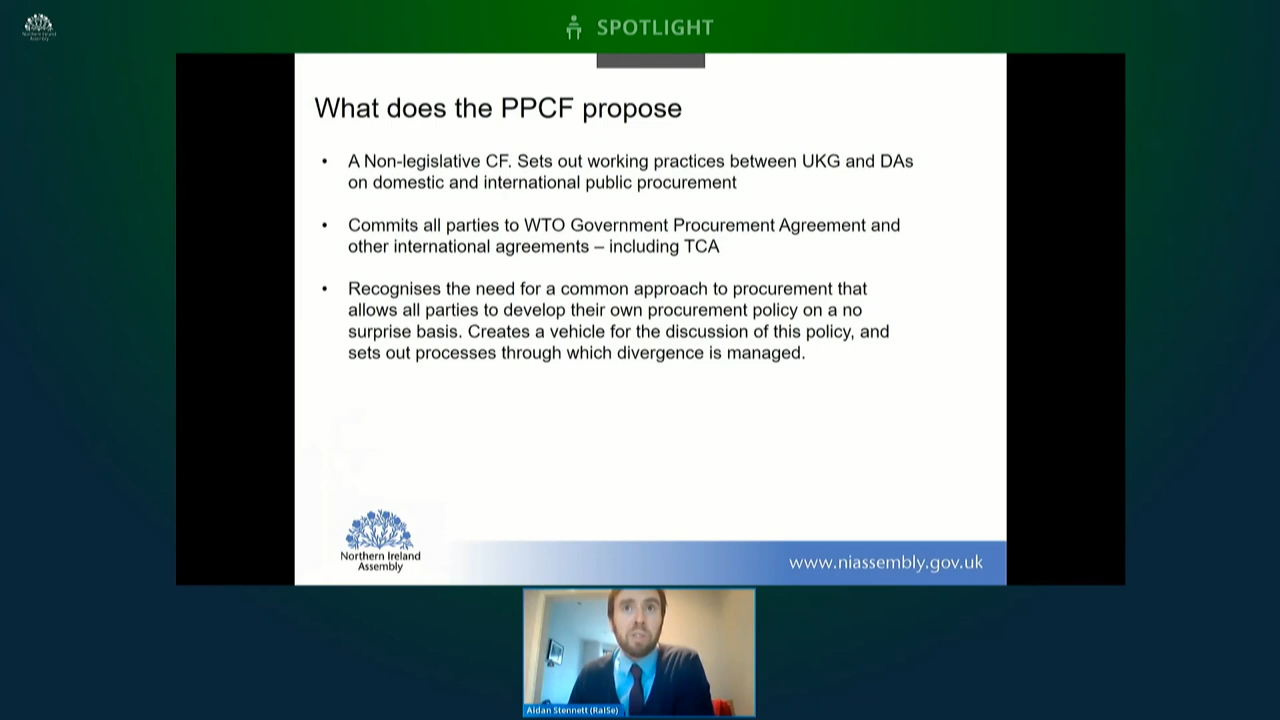 Northern Ireland
Assembly
SPOTLIGHT
What does the PPCF propose
• A Non-legislative CF. Sets out working practices between UKG and DAs
on domestic and international public procurement
• Commits all parties to WTO Government Procurement Agreement and
other international agreements – including TCA
• Recognises the need for a common approach to procurement that
allows all parties to develop their own procurement policy on a no
surprise basis. Creates a vehicle for the discussion of this policy, and
sets out processes through which divergence is managed.
Northern Ireland
Assembly
www.niassembly.gov.uk
Aidan Stennett (RaISe)